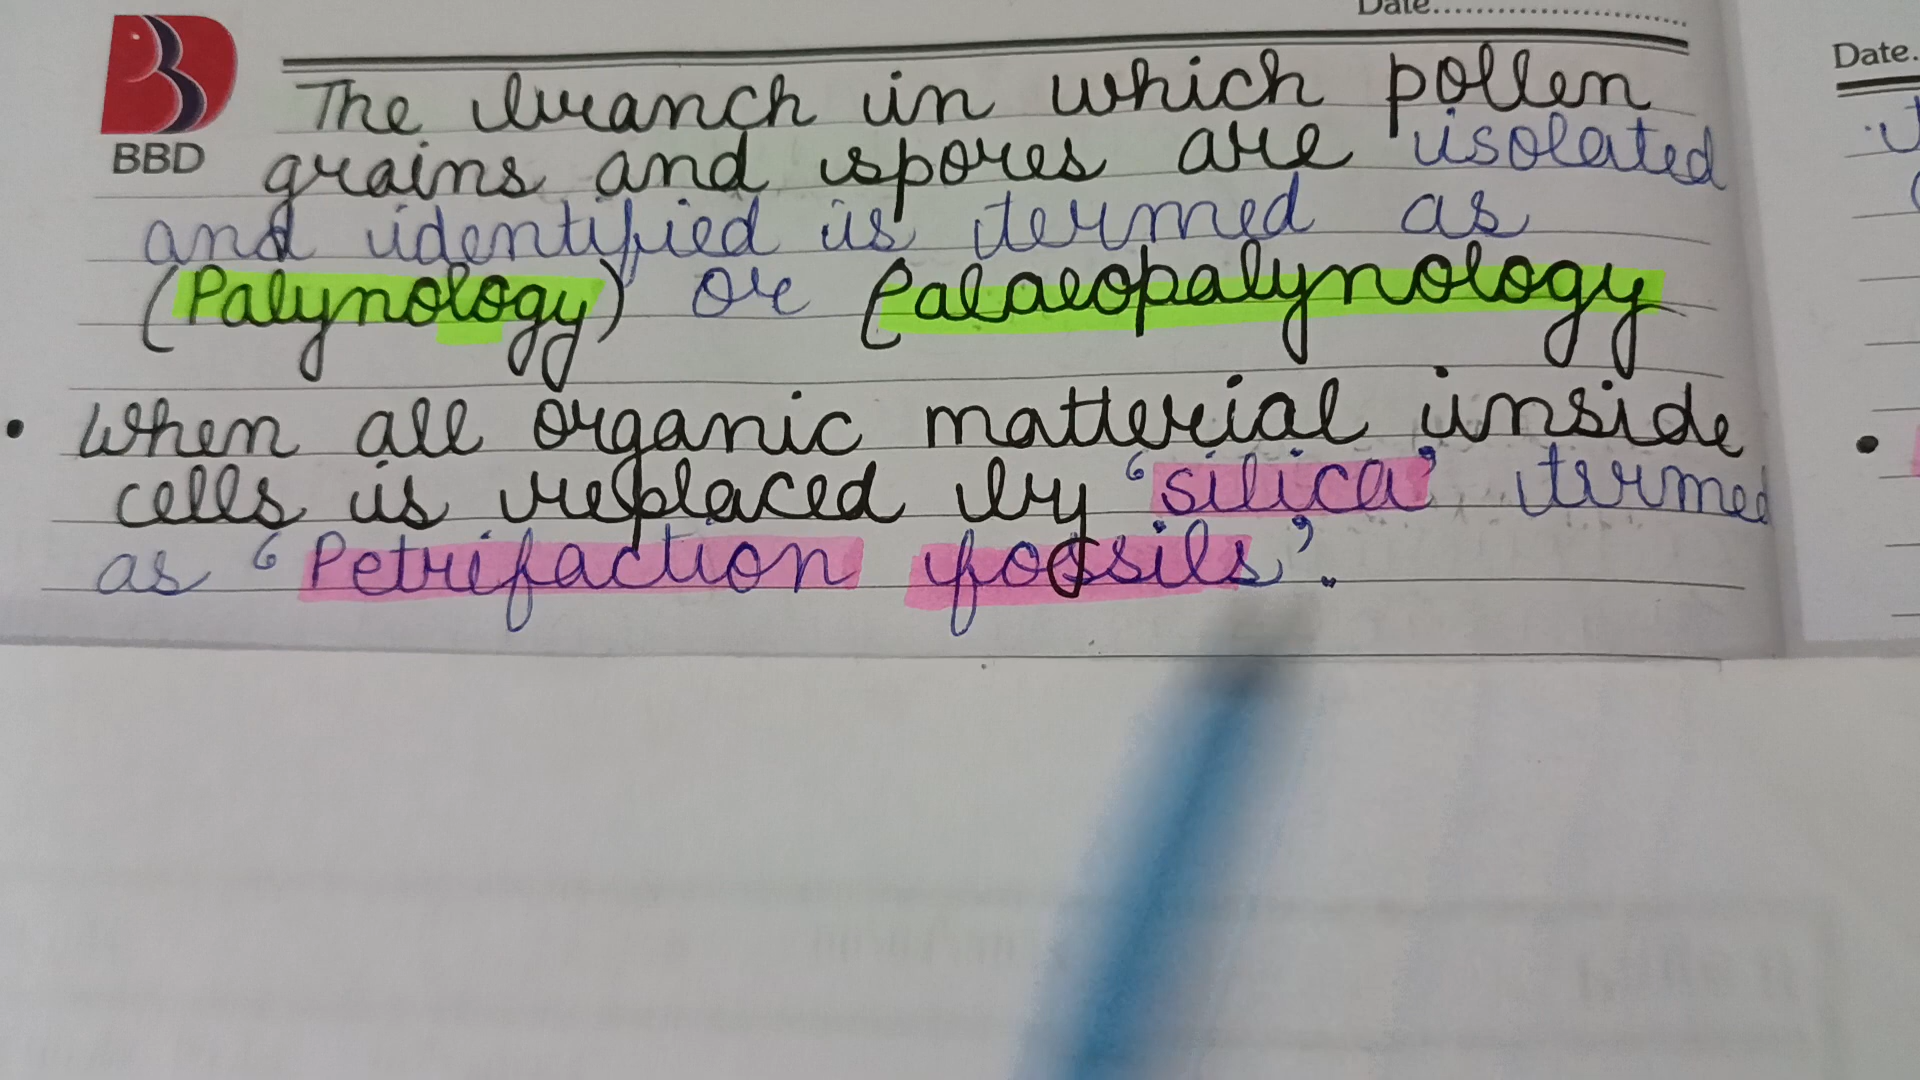 Date
BBD
Date.
The branch in which pollen
grains and spores are isolated
and identified is termed as
(Palynology) or Palaeopalynology
• When all organic matterial inside
cells is replaced by 'silica' termed
as 'Petrifaction fossils'.